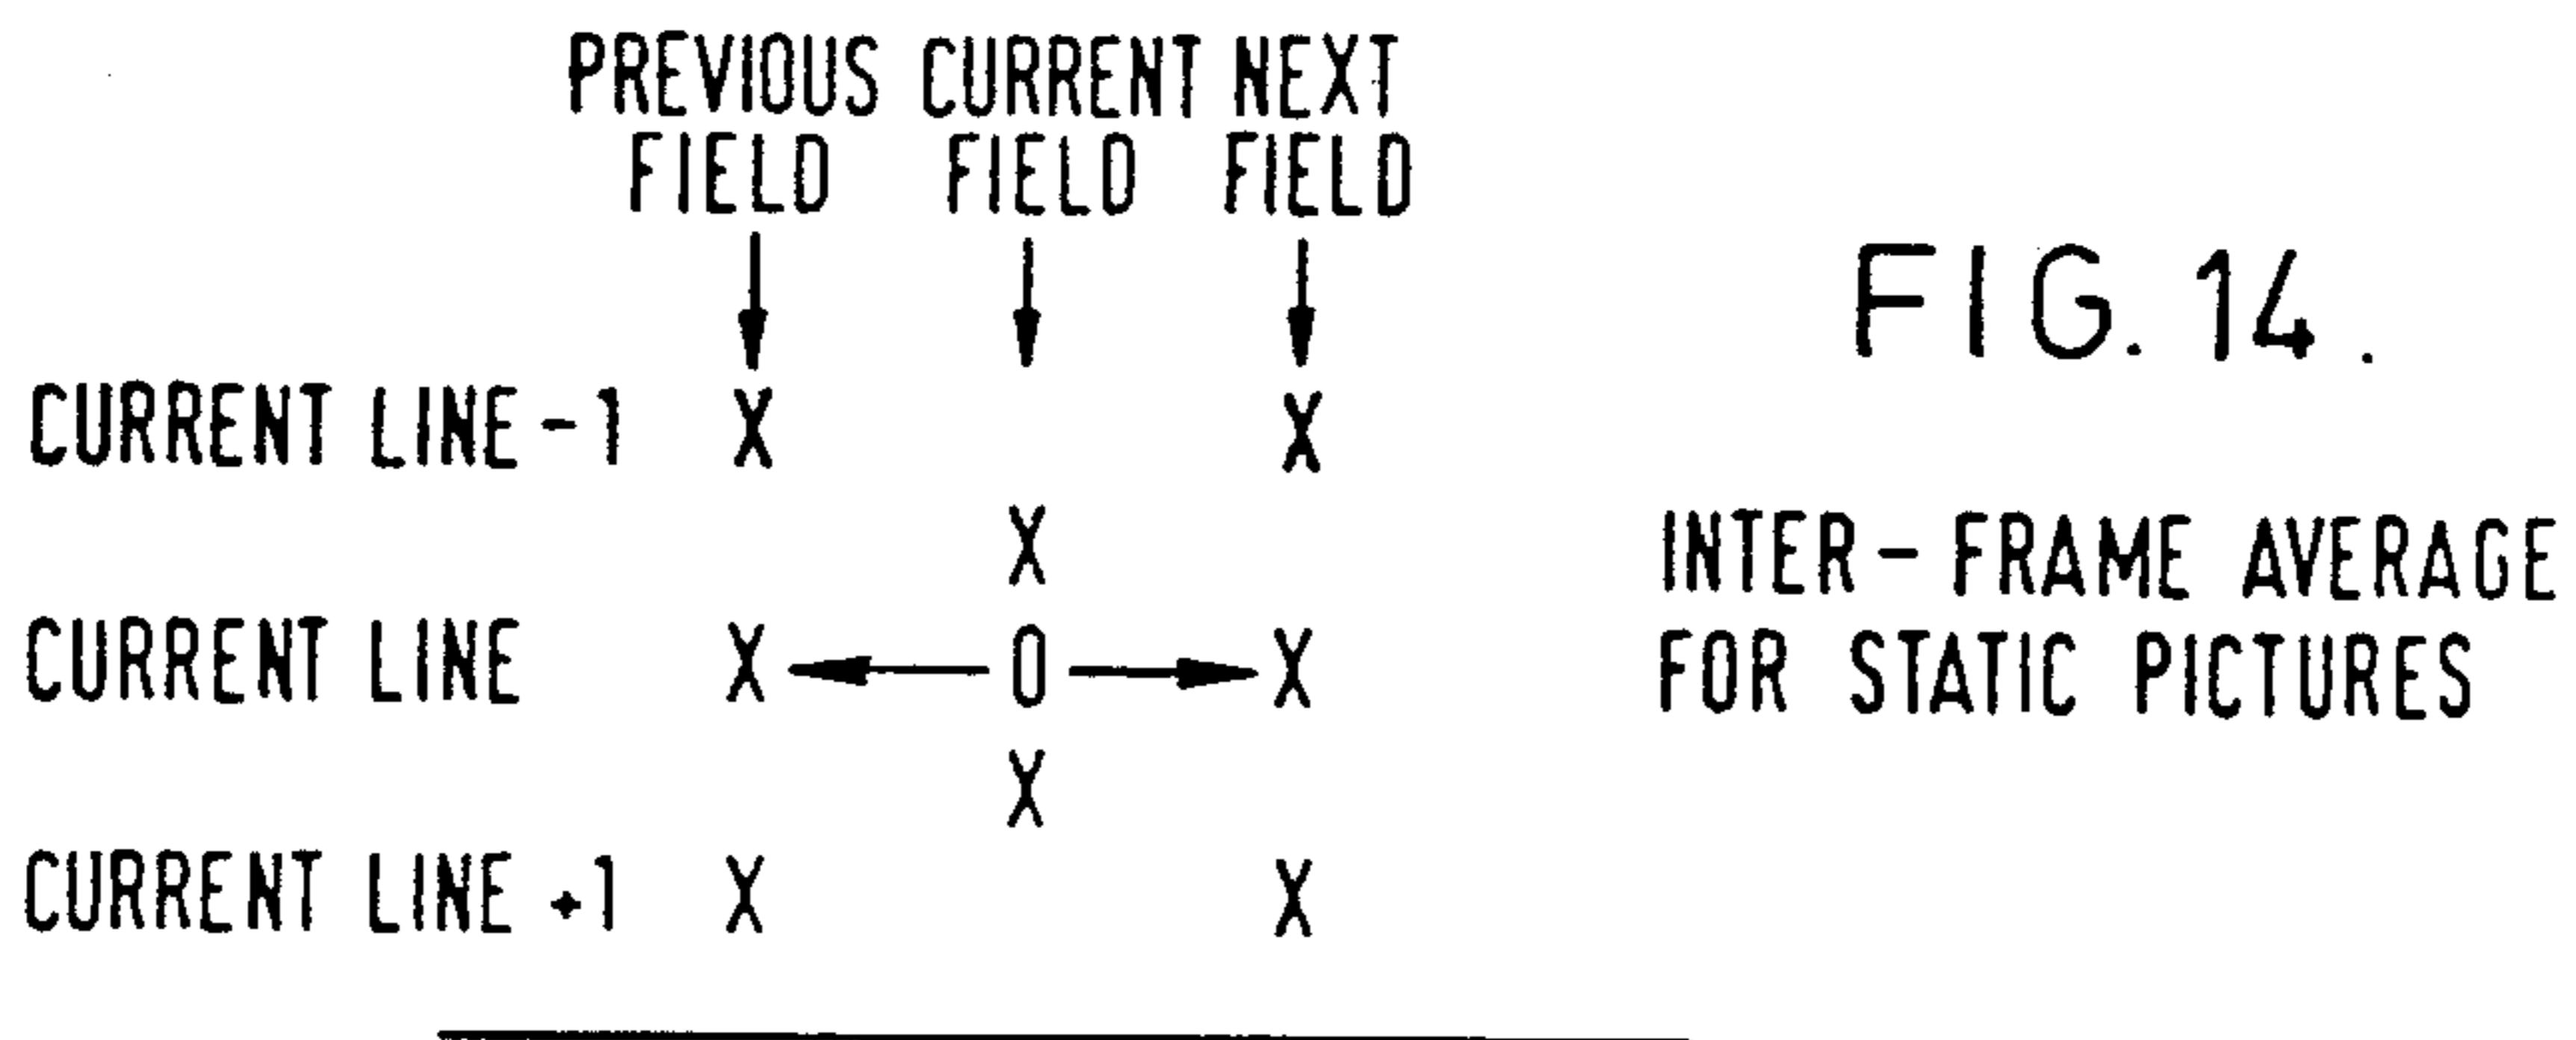 PREVIOUS CURRENT NEXT
FIELD FIELD FIELD
FIG. 14.
CURRENT LINE -1 X X
X
CURRENT LINE X O X
X
CURRENT LINE +1 X X
INTER-FRAME AVERAGE
FOR STATIC PICTURES